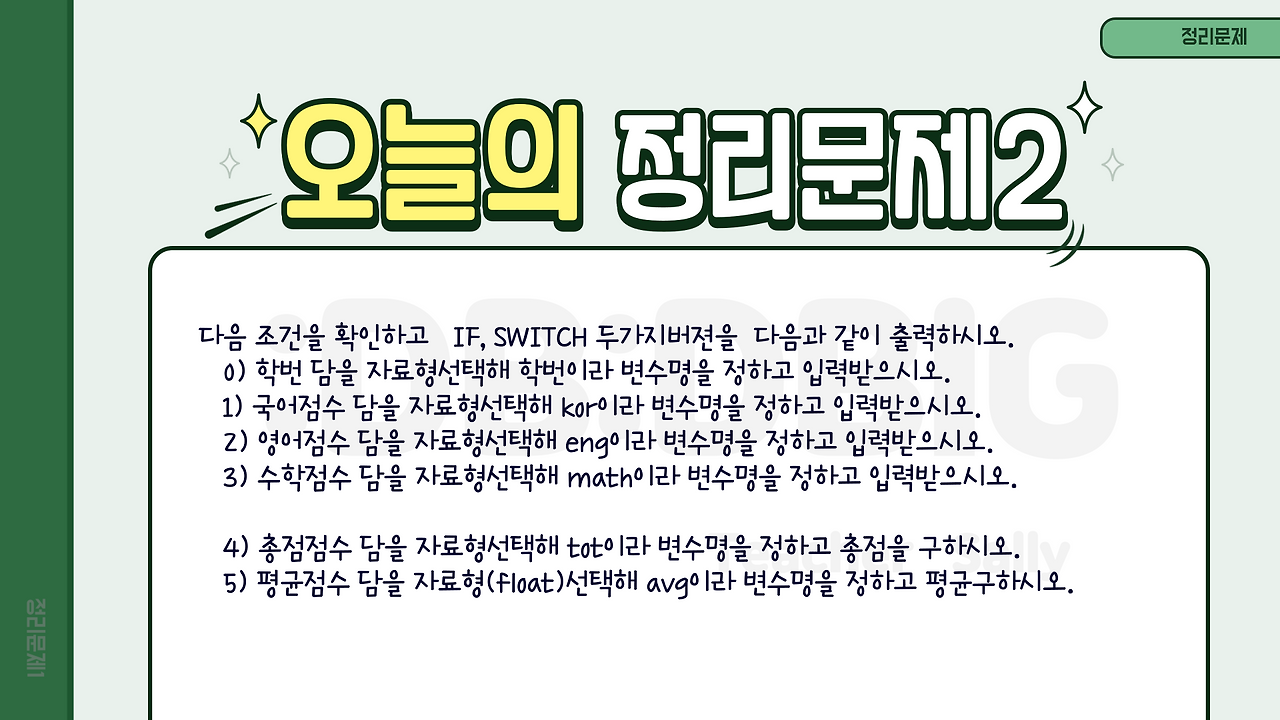 정리문제
오늘의 정리문제2
다음 조건을 확인하고 IF, SWITCH 두가지버젼을 다음과 같이 출력하시오.
0) 학번 담을 자료형선택해 학번이라 변수명을 정하고 입력받으시오.
1) 국어점수 담을 자료형선택해 kor이라 변수명을 정하고 입력받으시오.
2) 영어점수 담을 자료형선택해 eng이라 변수명을 정하고 입력받으시오.
3) 수학점수 담을 자료형선택해 math이라 변수명을 정하고 입력받으시오.
4) 총점점수 담을 자료형선택해 tot이라 변수명을 정하고 총점을 구하시오.
5) 평균점수 담을 자료형(float)선택해 avg이라 변수명을 정하고 평균구하시오.
정리문제1